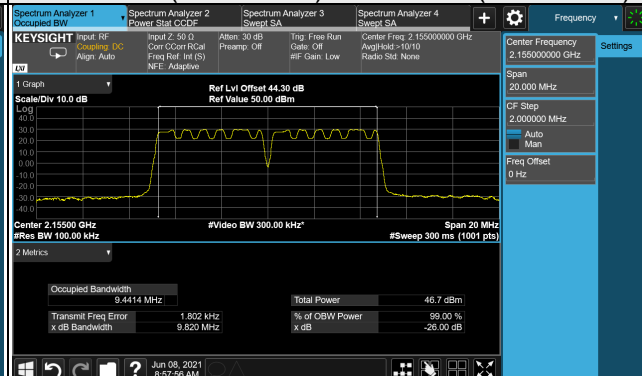 Spectrum Analyzer 1
Occupied BW
Spectrum Analyzer 2
Power Stat CCDF
Spectrum Analyzer 3
Swept SA
Spectrum Analyzer 4
Swept SA
+
Frequency
KEYSIGHT
Input: RF
Coupling: DC
Align: Auto
Input Z: 50 Ω
Corr CCorr RCal
Freq Ref: Int (S)
NFE: Adaptive
Atten: 30 dB
Preamp: Off
Trig: Free Run
Gate: Off
#IF Gain: Low
Center Freq: 2.155000000 GHz
Avg|Hold:>10/10
Radio Std: None
LXI
Center Frequency
2.155000000 GHz
Settings
Span
20.000 MHz
CF Step
2.000000 MHz
Auto
Man
Freq Offset
0 Hz
1 Graph
Scale/Div 10.0 dB
Ref Lvl Offset 44.30 dB
Ref Value 50.00 dBm
Log
40.0
30.0
20.0
10.0
0.00
-10.0
-20.0
-30.0
-40.0
Center 2.15500 GHz
#Res BW 100.00 kHz
#Video BW 300.00 kHz*
Span 20 MHz
#Sweep 300 ms (1001 pts)
2 Metrics
Occupied Bandwidth
9.4414 MHz
Total Power 46.7 dBm
Transmit Freq Error 1.802 kHz
% of OBW Power 99.00 %
x dB Bandwidth 9.820 MHz
x dB -26.00 dB
?
Jun 08, 2021
8:57:56 AM